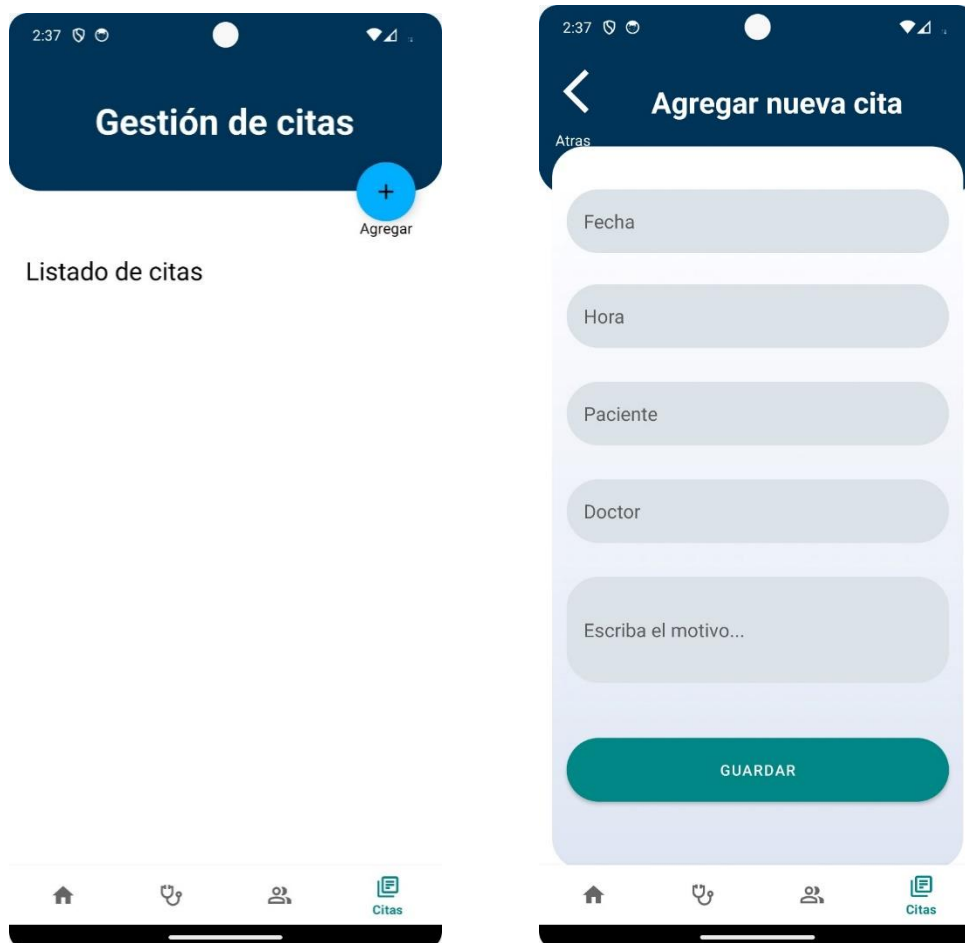 2:37
Gestión de citas
+
Agregar
Listado de citas
Citas
2:37
Agregar nueva cita
Atras
Fecha
Hora
Paciente
Doctor
Escriba el motivo...
GUARDAR
Citas